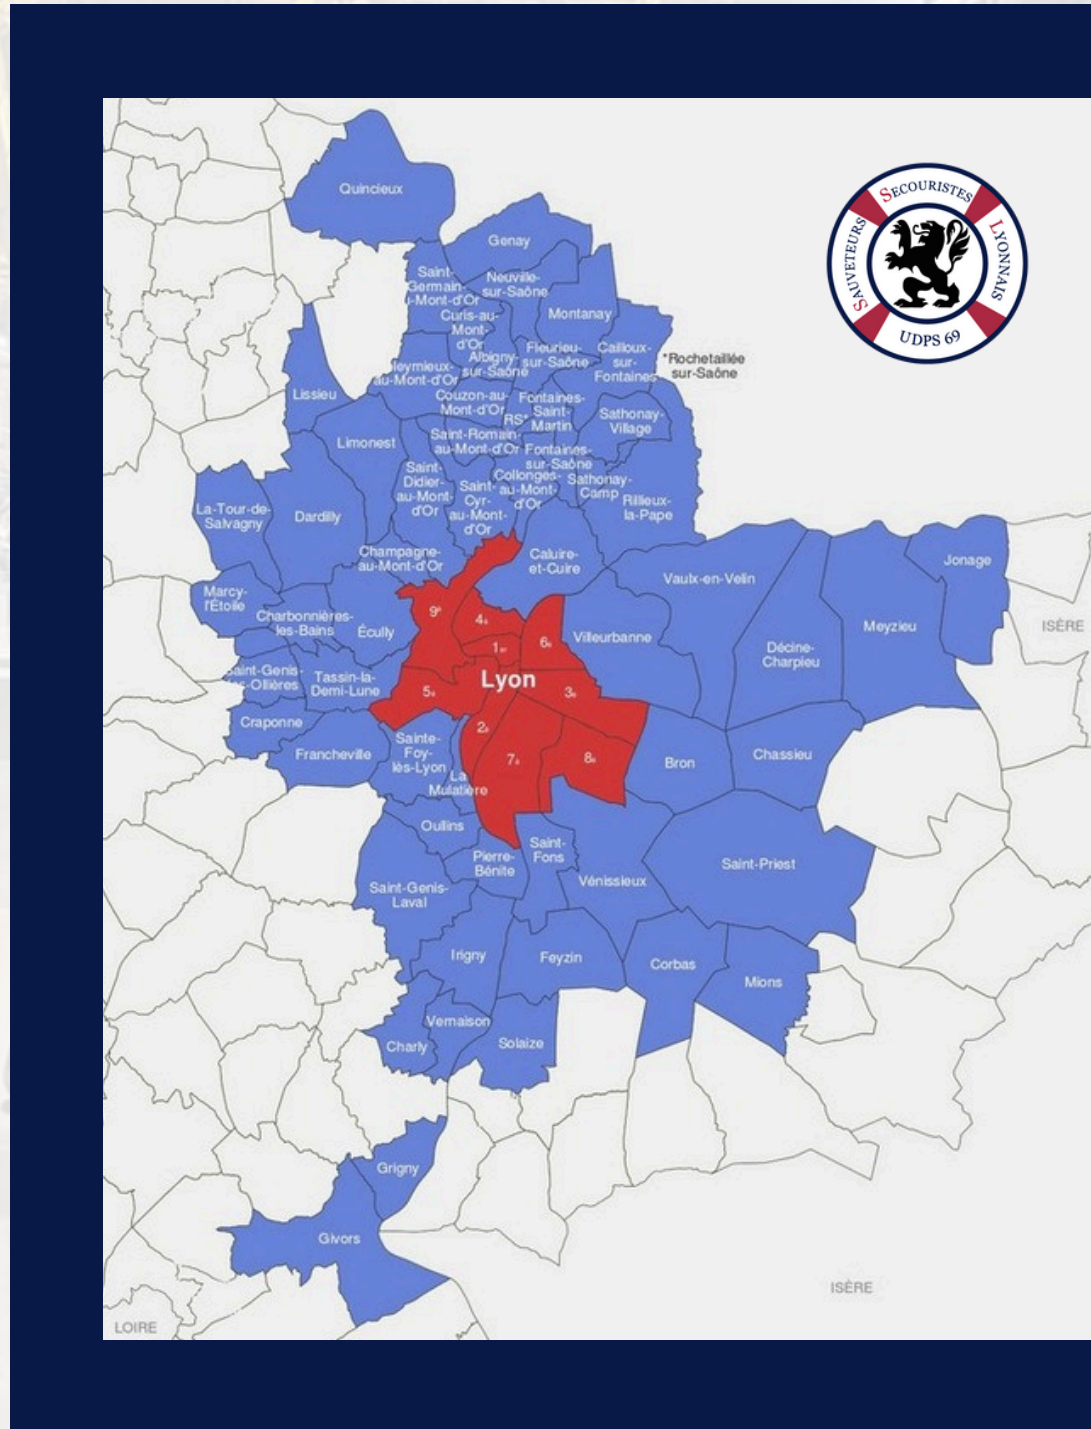 Quincieux
SECOURISTES
SAUVETEURS
LYONNAIS
UDPS 69
Genay
Saint-
Germain-
-Mont-d'Or
Neuville-
sur-Saône
Curis-au-
Mont-
d'Or
Montanay
Albigny-
sur-Saône
Fleurieu-
sur-Saône
Cailloux-
sur-
Fontaines
*Rochetaillée
sur-Saône
leymieux-
au-Mont-d'Or
Lissieu
Couzon-au-
Mont-d'Or
RS*
Fontaines-
Saint-
Martin
Sathonay-
Village
Limonest
Saint-Romain-
au-Mont-d'Or
Fontaines-
sur-Saône
Saint-
Didier-
au-Mont-
d'Or
Saint-
Cyr-
au-Mont-
d'Or
Collonges-
au-Mont-
d'Or
Sathonay-
Camp
Rillieux-
la-Pape
La-Tour-de-
Salvagny
Dardilly
Champagne-
au-Mont-d'Or
Caluire-
et-Cuire
Vaulx-en-Velin
Jonage
Marcy-
l'Étoile
Charbonnières-
les-Bains
Écully
9e
4e
1er
6e
Villeurbanne
Décine-
Charpieu
Meyzieu
ISÈRE
Saint-Genis-
es-Ollières
Tassin-la-
Demi-Lune
5e
Lyon
3e
Craponne
Francheville
Sainte-
Foy-
lès-Lyon
2e
7e
8e
Bron
Chassieu
La
Mulatière
Oullins
Pierre-
Bénite
Saint-
Fons
Vénissieux
Saint-Priest
Saint-Genis-
Laval
Irigny
Feyzin
Corbas
Mions
Vernaison
Charly
Solaize
Grigny
Givors
ISÈRE
LOIRE